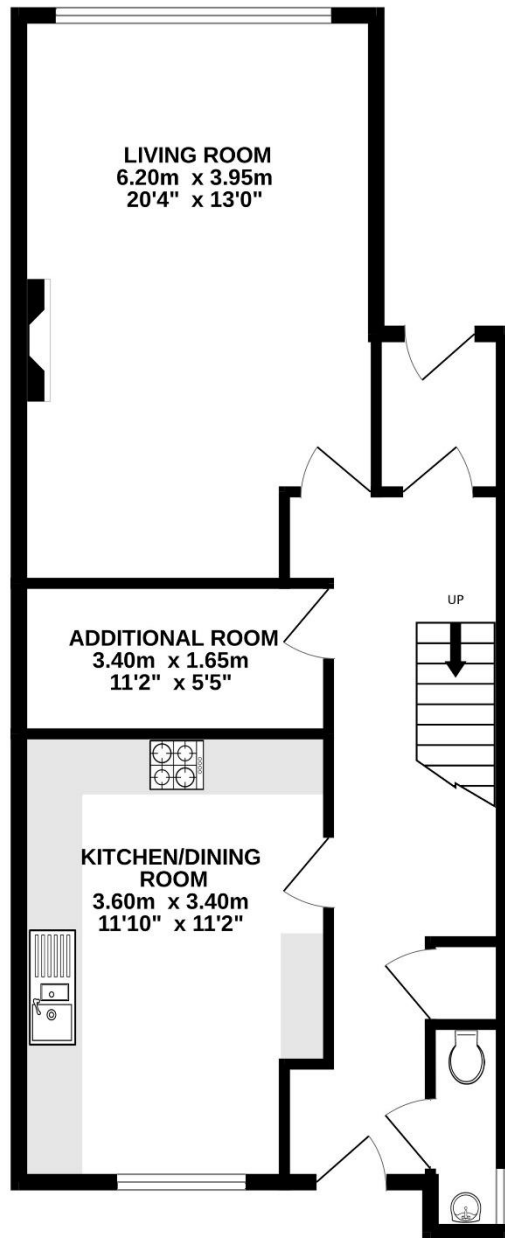 LIVING ROOM
6.20m x 3.95m
20'4" x 13'0"
UP
ADDITIONAL ROOM
3.40m x 1.65m
11'2" x 5'5"
KITCHEN/DINING
ROOM
3.60m x 3.40m
11'10" x 11'2"